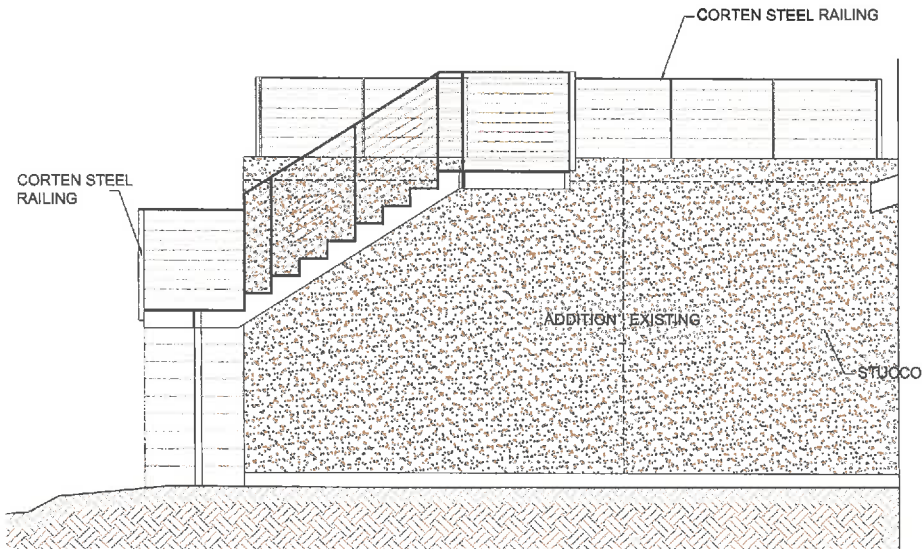 CORTEN STEEL RAILING
CORTEN STEEL
RAILING
ADDITION EXISTING
STUCCO